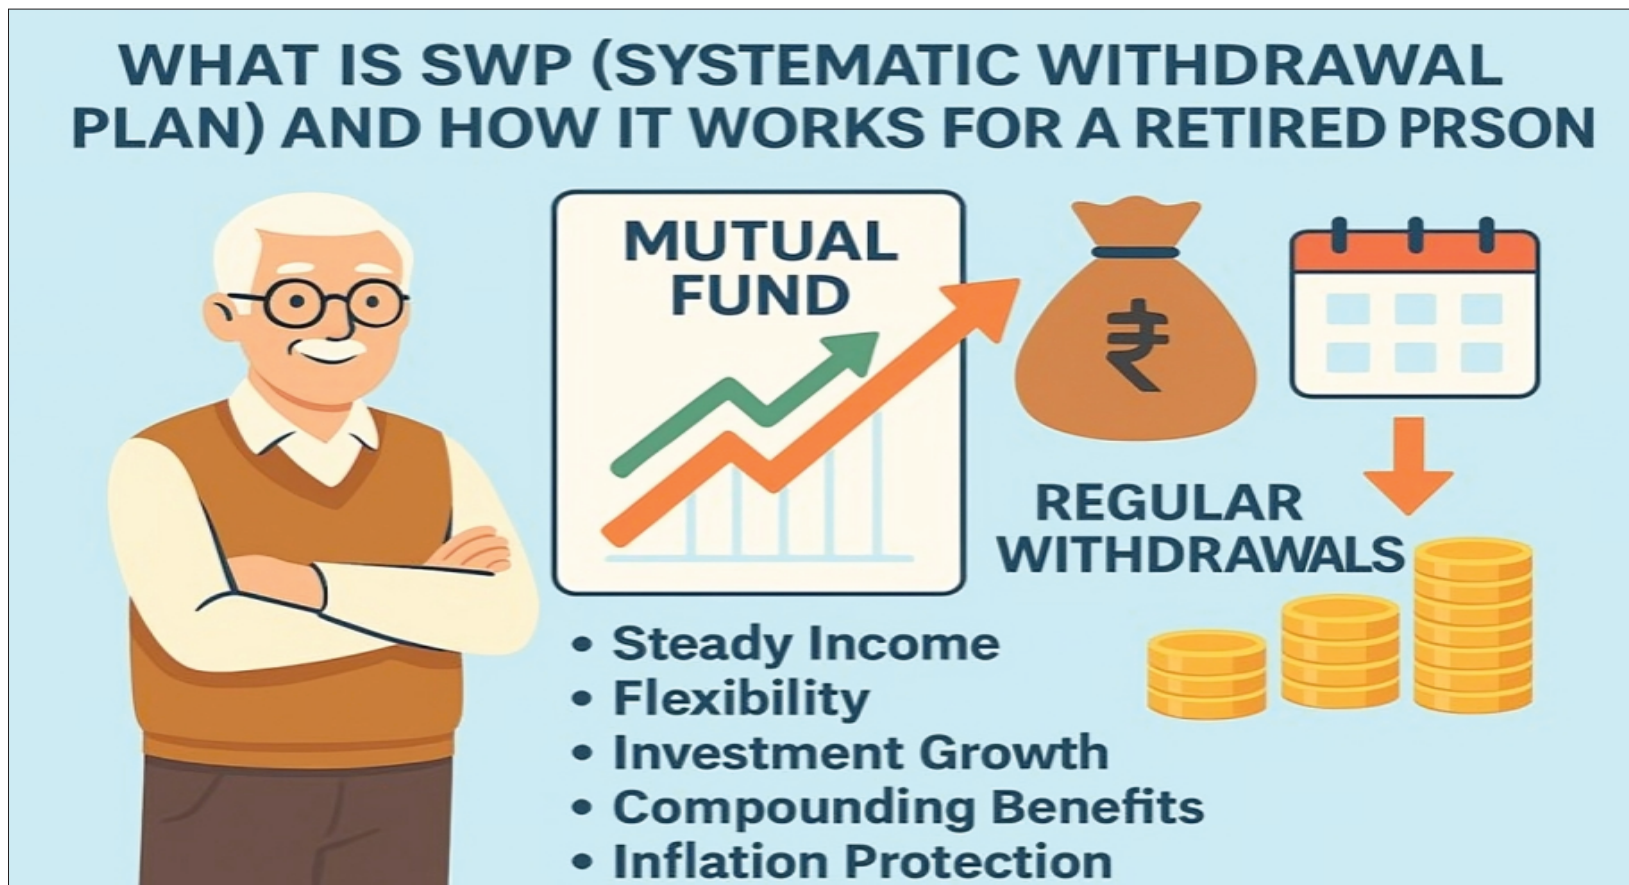 WHAT IS SWP (SYSTEMATIC WITHDRAWAL
PLAN) AND HOW IT WORKS FOR A RETIRED PRSON
MUTUAL
FUND
₹
REGULAR
WITHDRAWALS
• Steady Income
• Flexibility
• Investment Growth
• Compounding Benefits
• Inflation Protection